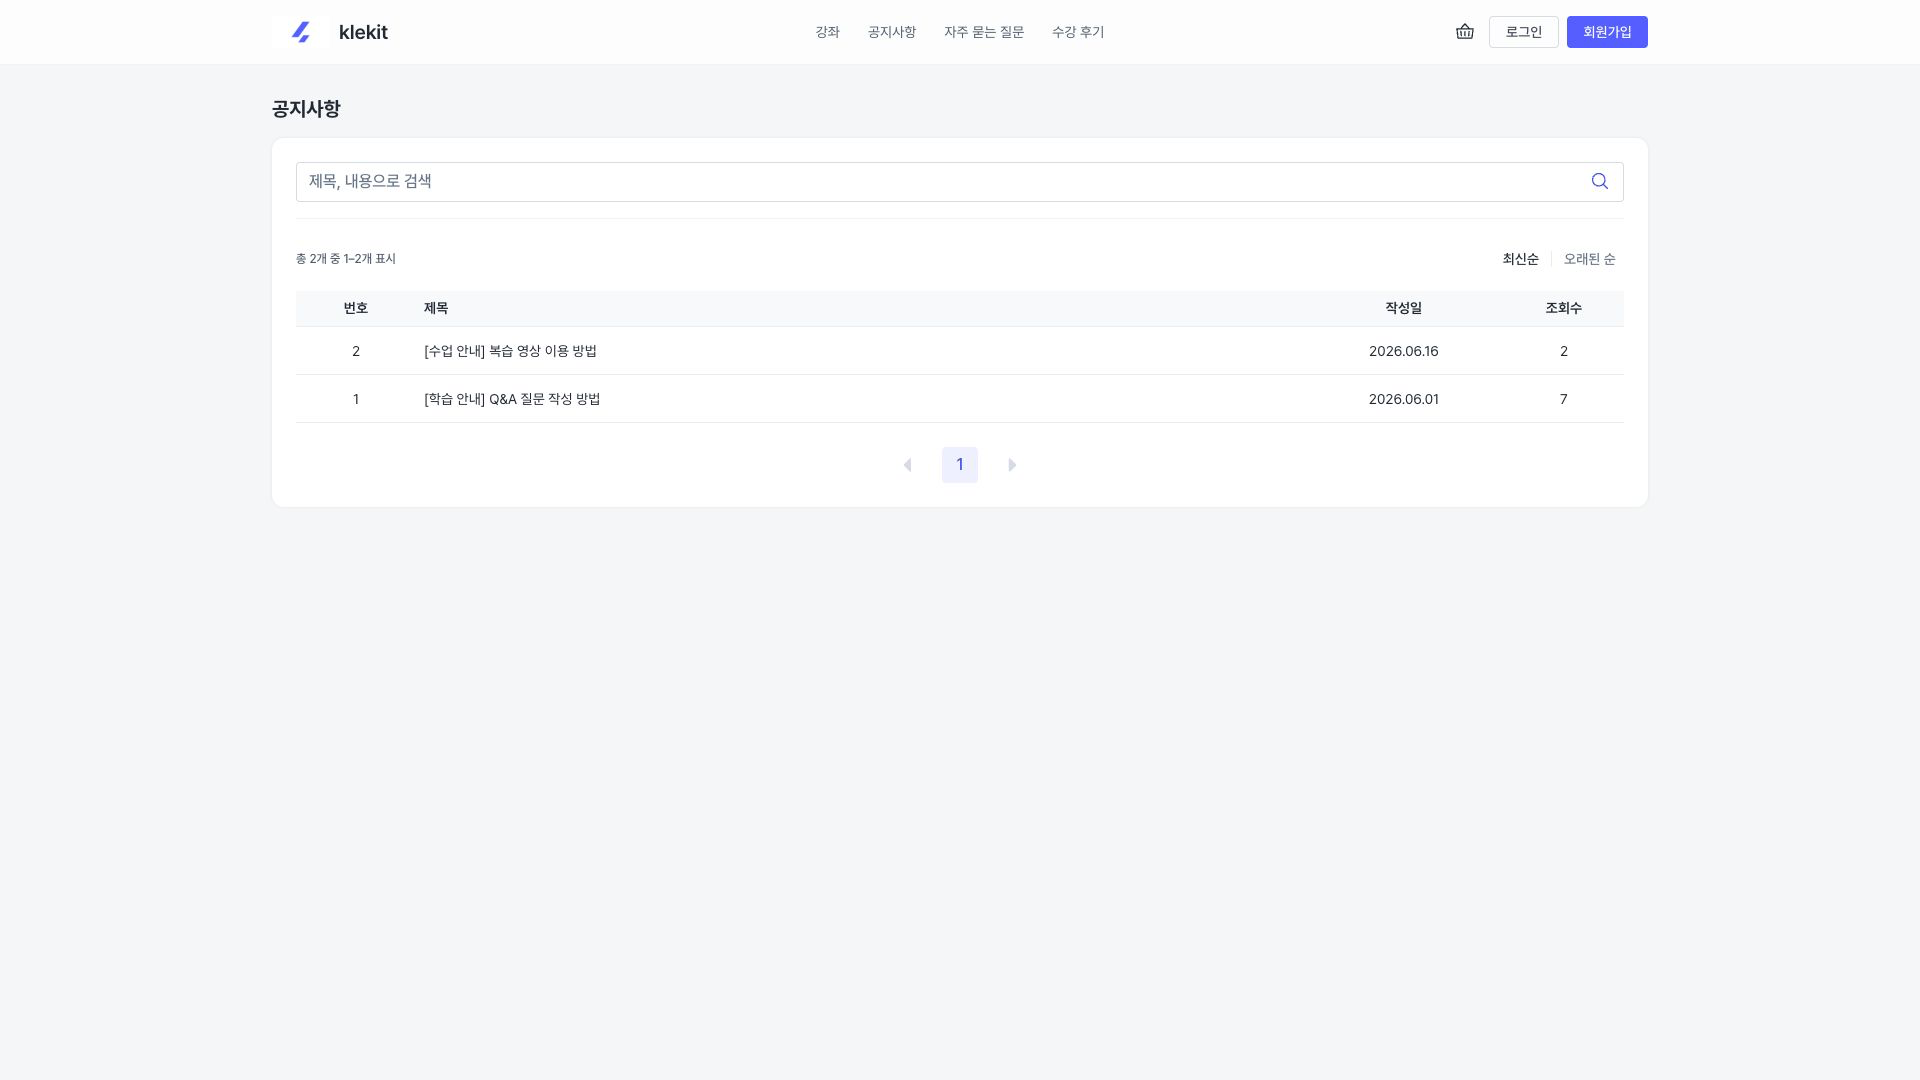 klekit
강좌 공지사항 자주 묻는 질문 수강 후기
로그인 회원가입
공지사항
제목, 내용으로 검색
총 2개 중 1–2개 표시
최신순 오래된 순
번호 제목 작성일 조회수
2 [수업 안내] 복습 영상 이용 방법 2026.06.16 2
1 [학습 안내] Q&A 질문 작성 방법 2026.06.01 7
1